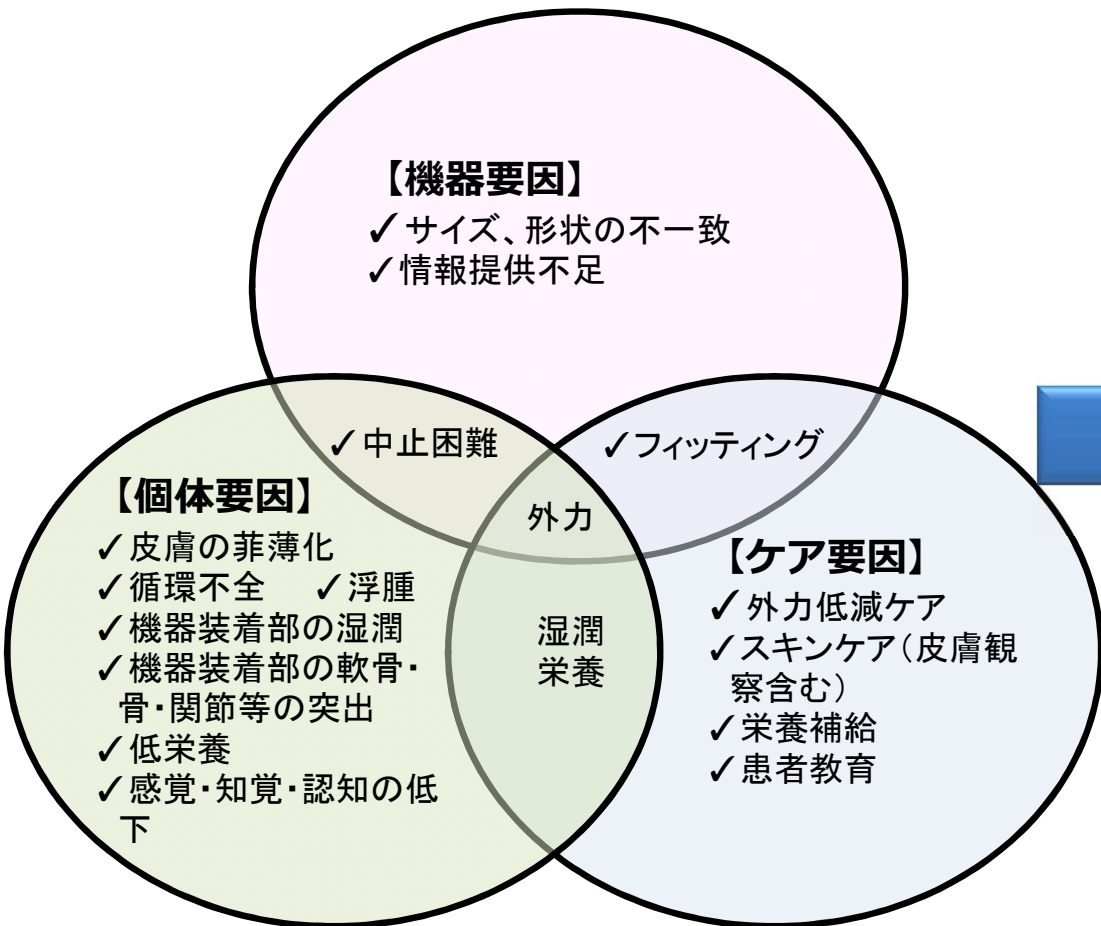 【機器要因】
✓サイズ、形状の不一致
✓情報提供不足
✓中止困難
✓フィッティング
外力
【個体要因】
✓皮膚の菲薄化
✓循環不全 ✓浮腫
✓機器装着部の湿潤
✓機器装着部の軟骨・
骨・関節等の突出
✓低栄養
✓感覚・知覚・認知の低
下
湿潤
栄養
【ケア要因】
✓外力低減ケア
✓スキンケア(皮膚観
察含む)
✓栄養補給
✓患者教育